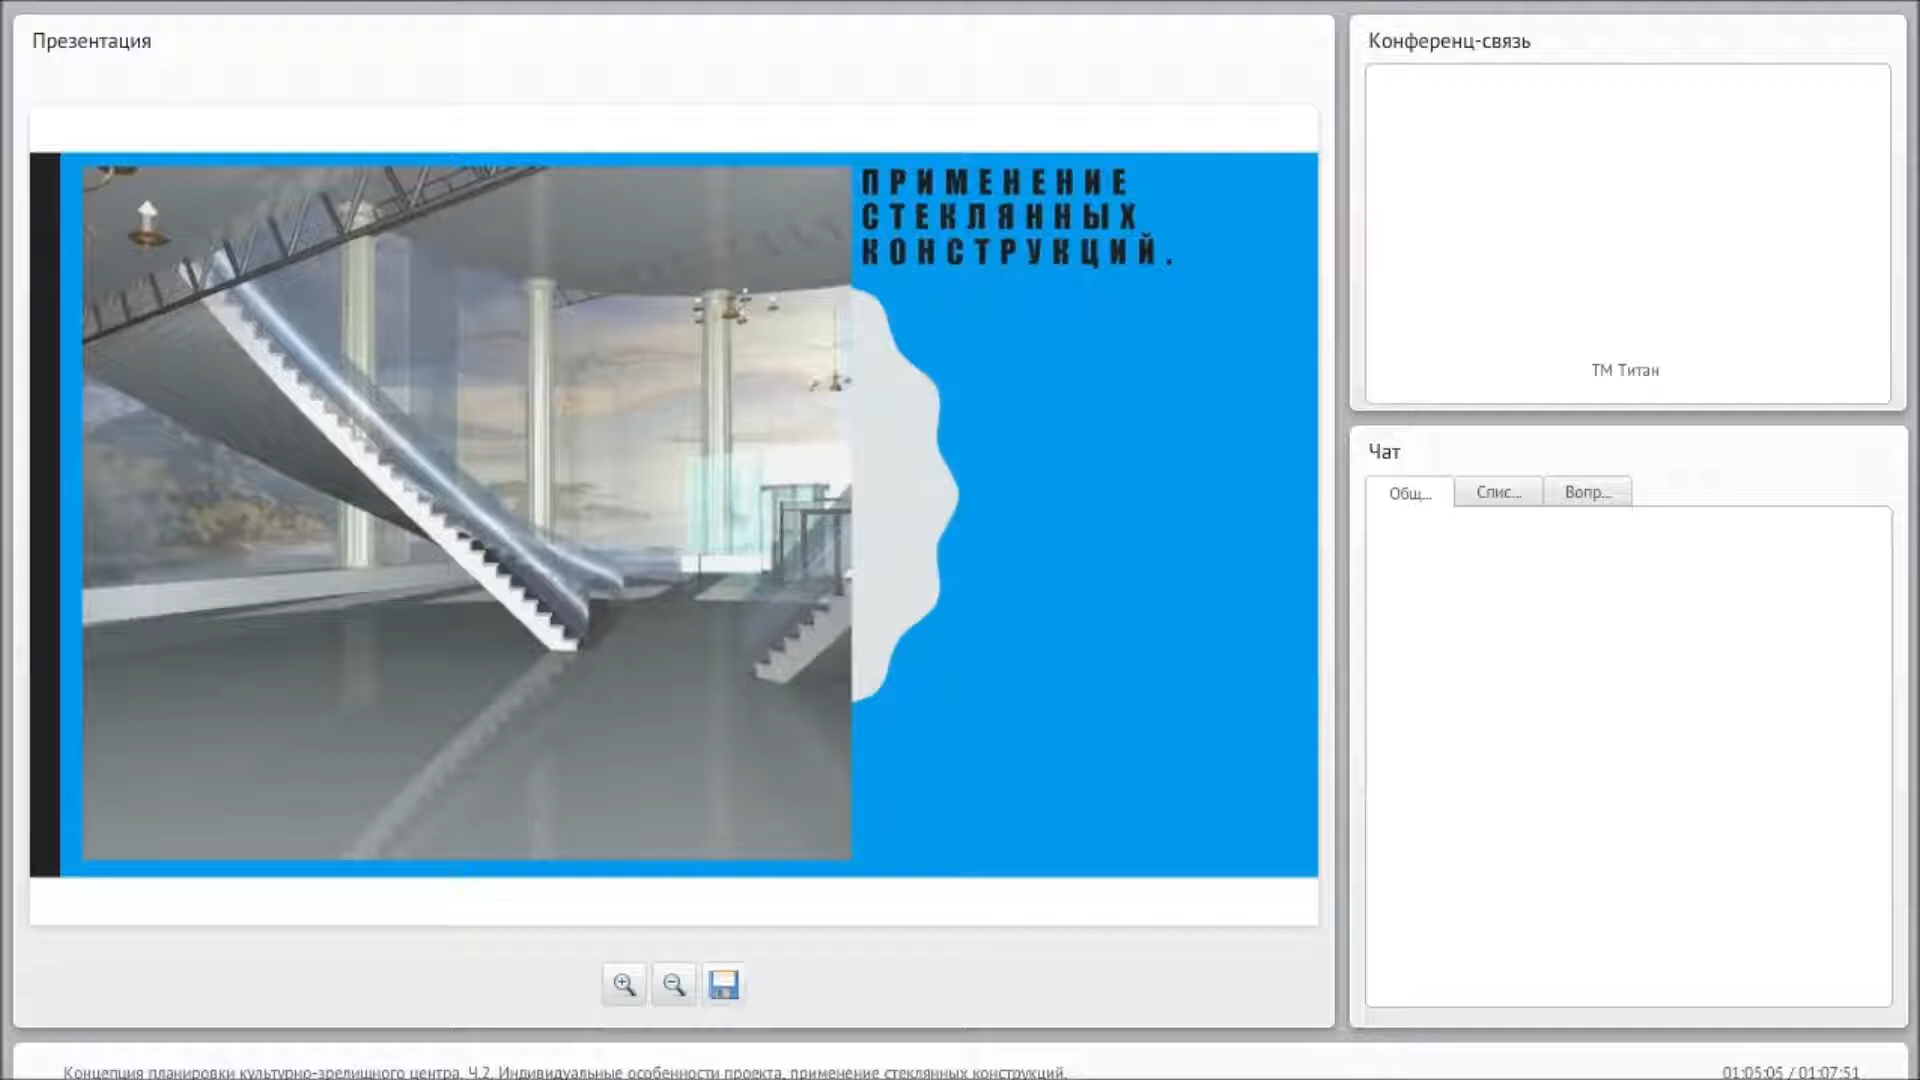 Презентация
ПРИМЕНЕНИЕ
СТЕКЛЯННЫХ
КОНСТРУКЦИЙ.
Конференц-связь
ТМ Титан
Чат
Общ...
Спис...
Вопр...
Концепция планировки культурно-зрелищного центра. Ч.2. Индивидуальные особенности проекта, применение стеклянных конструкций.
01:05:05 / 01:07:51